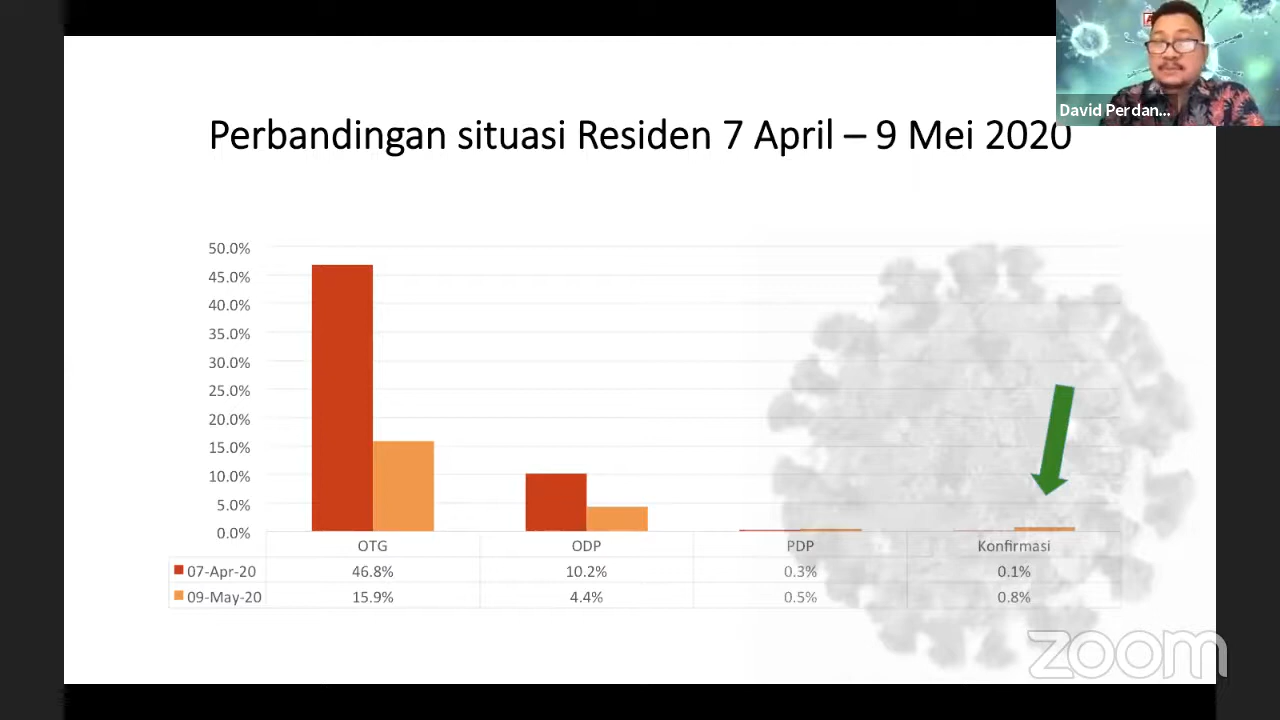 David Perdan...
Perbandingan situasi Residen 7 April – 9 Mei 2020
50.0%
45.0%
40.0%
35.0%
30.0%
25.0%
20.0%
15.0%
10.0%
5.0%
0.0%
OTG ODP PDP Konfirmasi
07-Apr-20 46.8% 10.2% 0.3% 0.1%
09-May-20 15.9% 4.4% 0.5% 0.8%
zoom